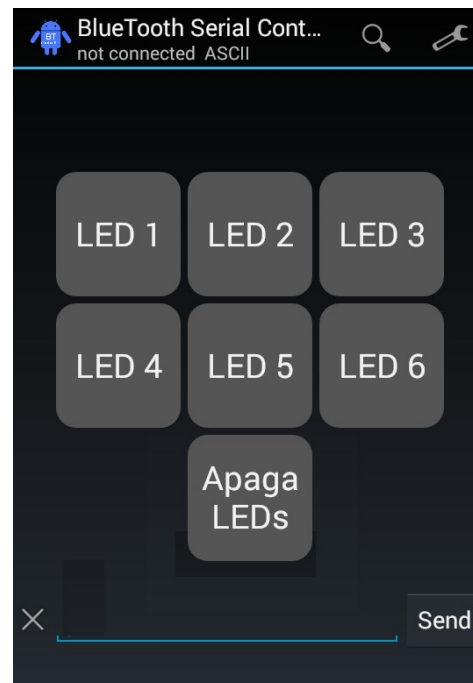 BlueTooth Serial Cont...
BT
not connected ASCII
LED 1 LED 2 LED 3
LED 4 LED 5 LED 6
Apaga
LEDs
Send